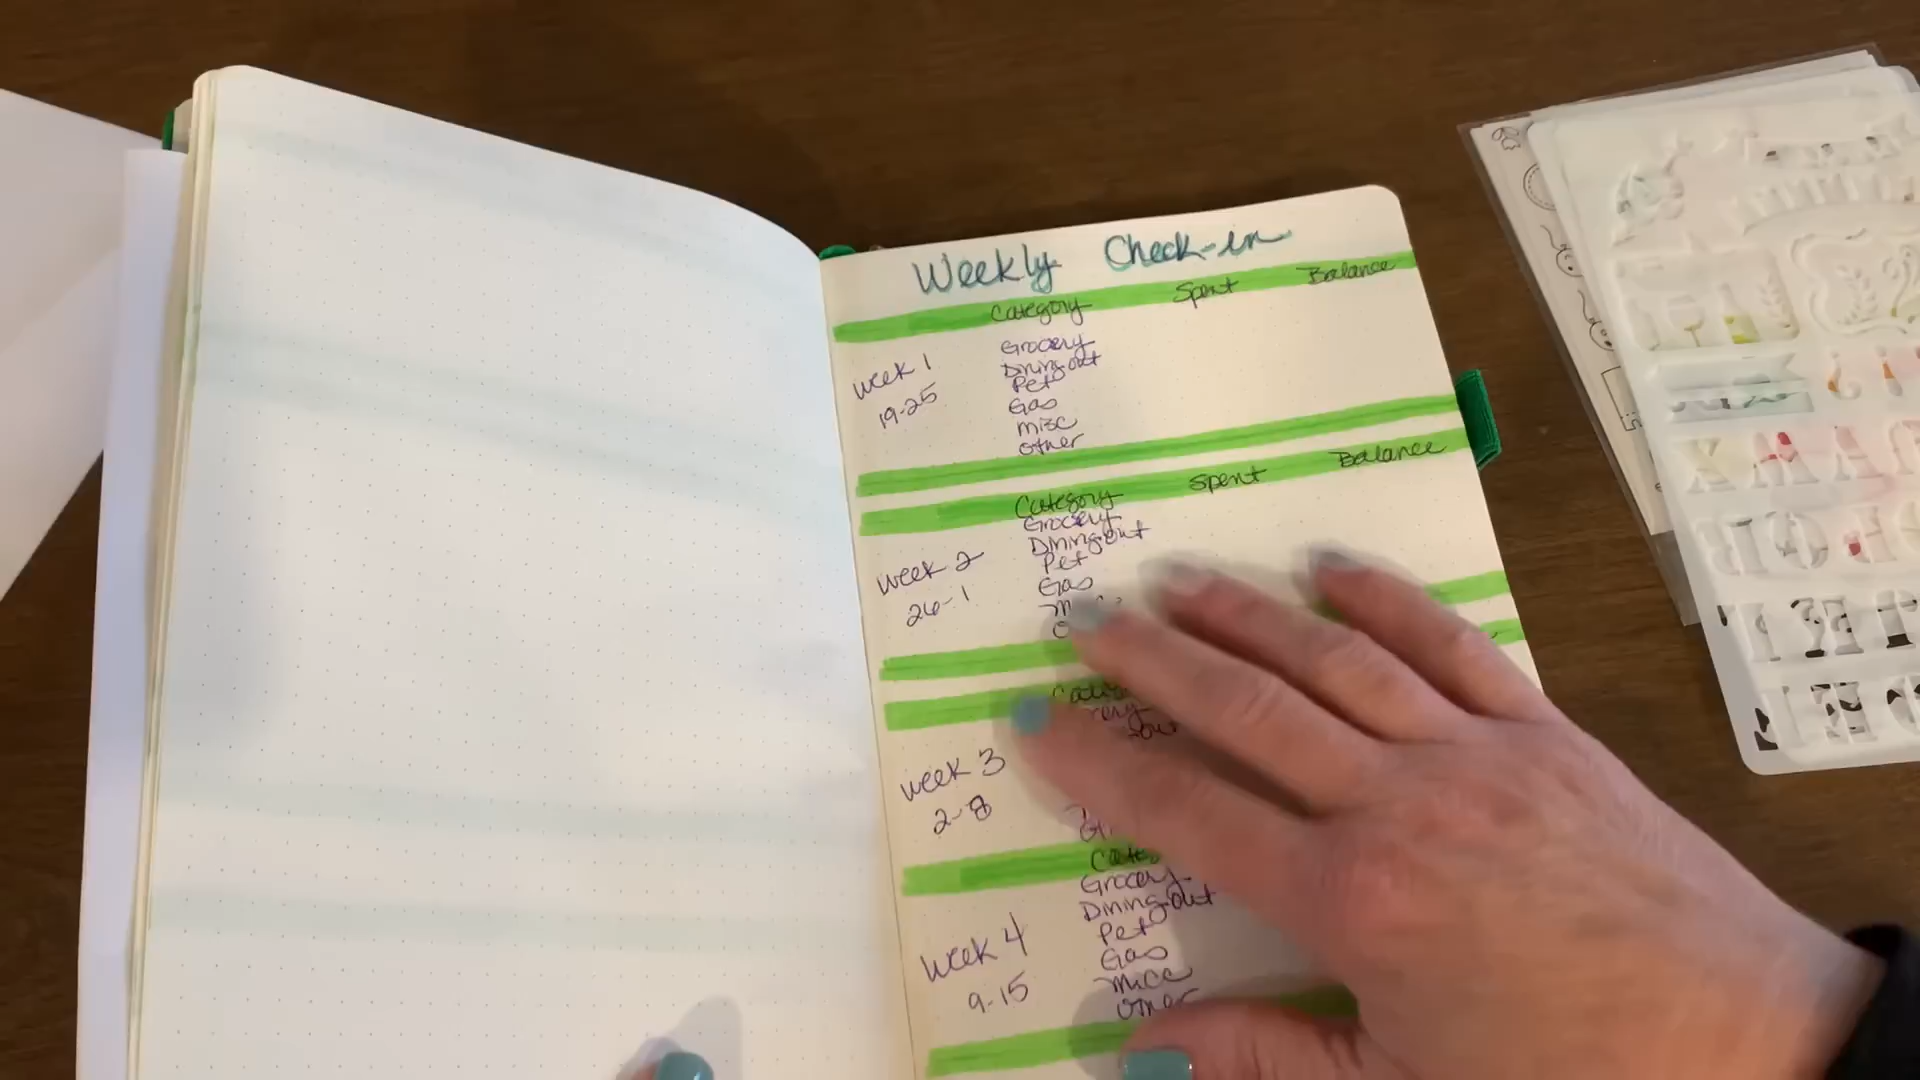 Weekly Check-in
Category Spent Balance
Week 1
19-25
Grocery
Dining out
Pet
Gas
misc
other
Category Spent Balance
Week 2
26-1
Grocery
Dining out
Pet
Gas
Week 3
2-8
Week 4
9-15
Grocery
Dining out
Pet
Gas
Misc
Other